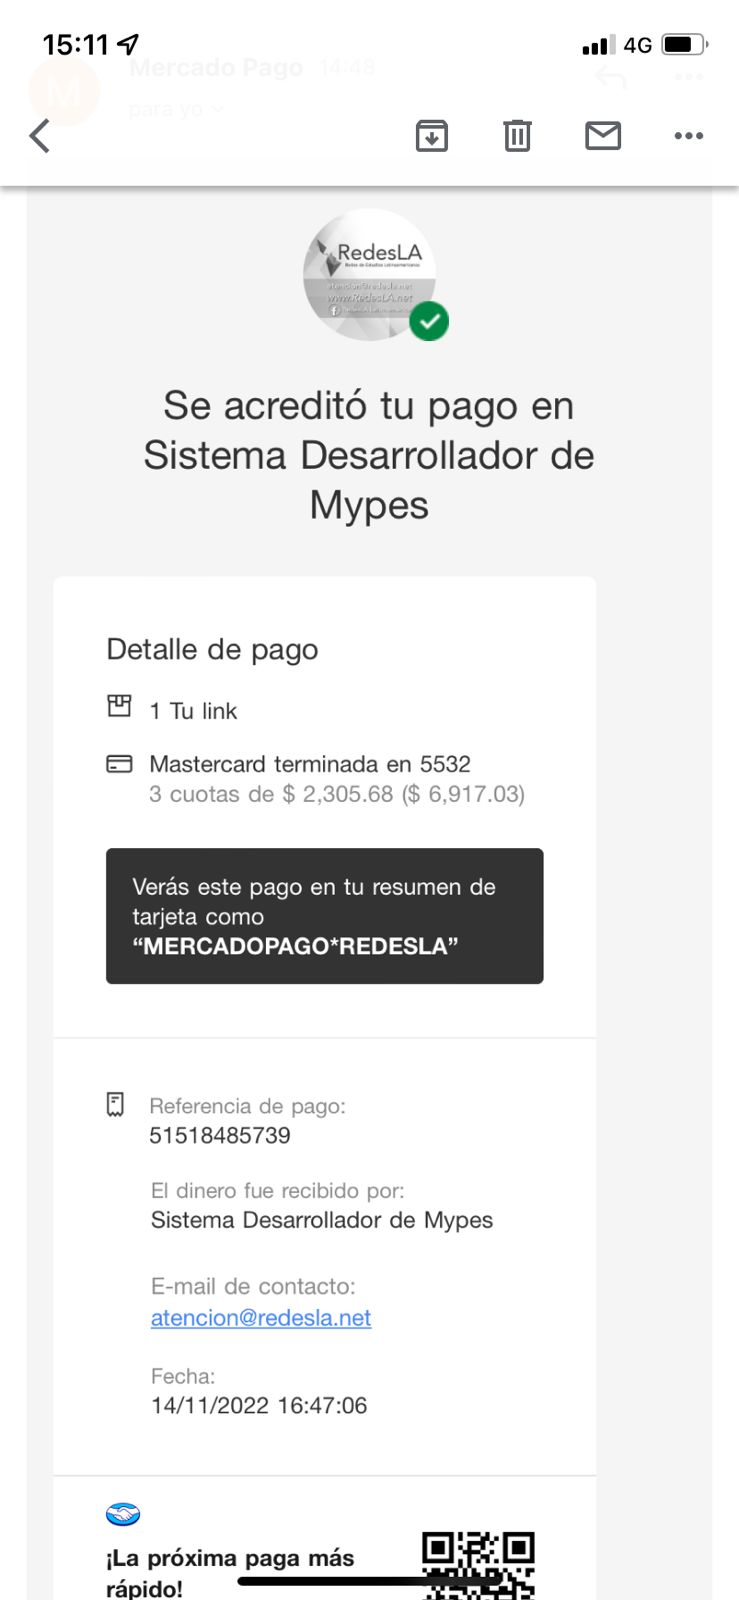 15:11
4G
Mercado Pago 14:48
M
para yo
RedesLA
Redes de Estudios Latinoamericanos
atencion@redesla.net
www.RedesLA.net
Se acreditó tu pago en
Sistema Desarrollador de
Mypes
Detalle de pago
1 Tu link
Mastercard terminada en 5532
3 cuotas de $ 2,305.68 ($ 6,917.03)
Verás este pago en tu resumen de
tarjeta como
“MERCADOPAGO*REDESLA”
Referencia de pago:
51518485739
El dinero fue recibido por:
Sistema Desarrollador de Mypes
E-mail de contacto:
atencion@redesla.net
Fecha:
14/11/2022 16:47:06
¡La próxima paga más
rápido!